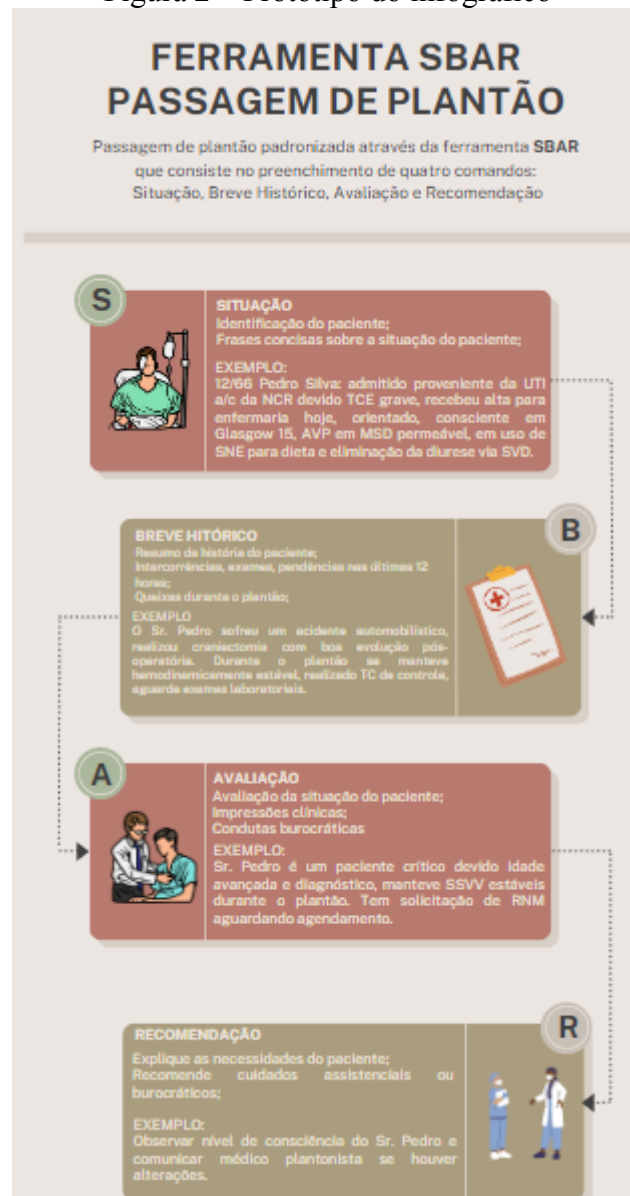 Figura 2 – Protótipo do infográfico
FERRAMENTA SBAR
PASSAGEM DE PLANTÃO
Passagem de plantão padronizada através da ferramenta SBAR
que consiste no preenchimento de quatro comandos:
Situação, Breve Histórico, Avaliação e Recomendação
S
SITUAÇÃO
Identificação do paciente;
Frases concisas sobre a situação do paciente;
EXEMPLO:
12/66 Pedro Silva: admitido proveniente da UTI
a/c da NCR devido TCE grave, recebeu alta para
enfermaria hoje, orientado, consciente em
Glasgow 15, AVP em MSD permeável, em uso de
SNE para dieta e eliminação da diurese via SVD.
B
BREVE HITÓRICO
Resumo da história do paciente;
Intercorrências, exames, pendências nas últimas 12
horas;
Queixas durante o plantão;
EXEMPLO
O Sr. Pedro sofreu um acidente automobilístico,
realizou craniectomia com boa evolução pós-
operatória. Durante o plantão se manteve
hemodinamicamente estável, realizado TC de controle,
aguarda exames laboratoriais.
A
AVALIAÇÃO
Avaliação da situação do paciente;
Impressões clínicas;
Condutas burocráticas
EXEMPLO:
Sr. Pedro é um paciente crítico devido idade
avançada e diagnóstico, manteve SSVV estáveis
durante o plantão. Tem solicitação de RNM
aguardando agendamento.
R
RECOMENDAÇÃO
Explique as necessidades do paciente;
Recomende cuidados assistenciais ou
burocráticos;
EXEMPLO:
Observar nível de consciência do Sr. Pedro e
comunicar médico plantonista se houver
alterações.